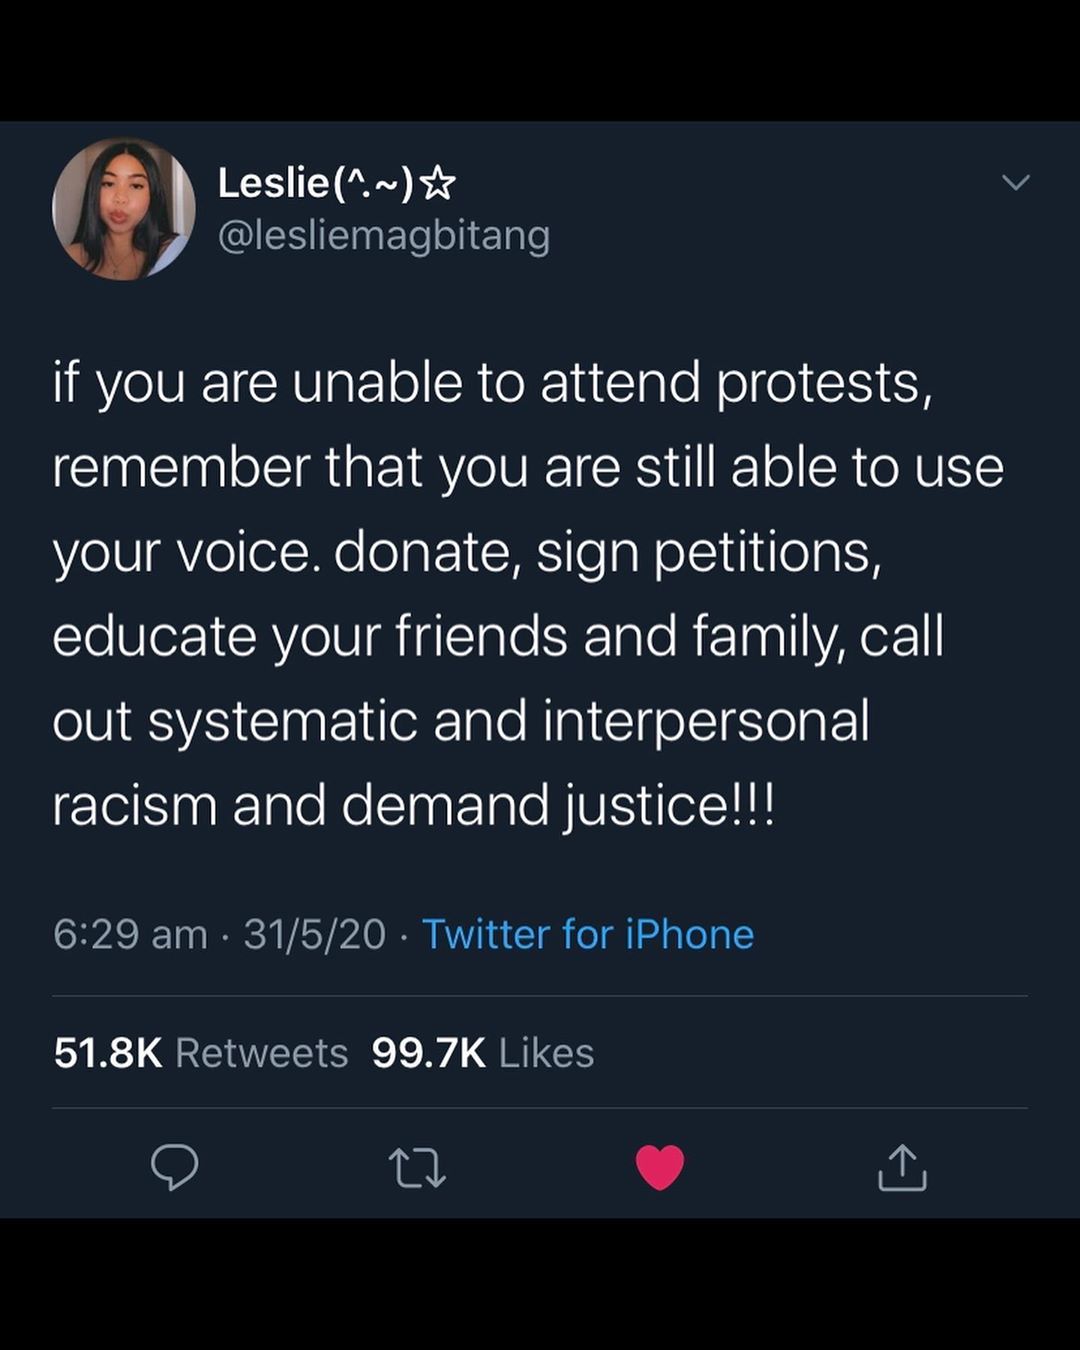 Leslie(^.~)☆
@lesliemagbitang
if you are unable to attend protests,
remember that you are still able to use
your voice. donate, sign petitions,
educate your friends and family, call
out systematic and interpersonal
racism and demand justice!!!
6:29 am · 31/5/20 · Twitter for iPhone
51.8K Retweets 99.7K Likes